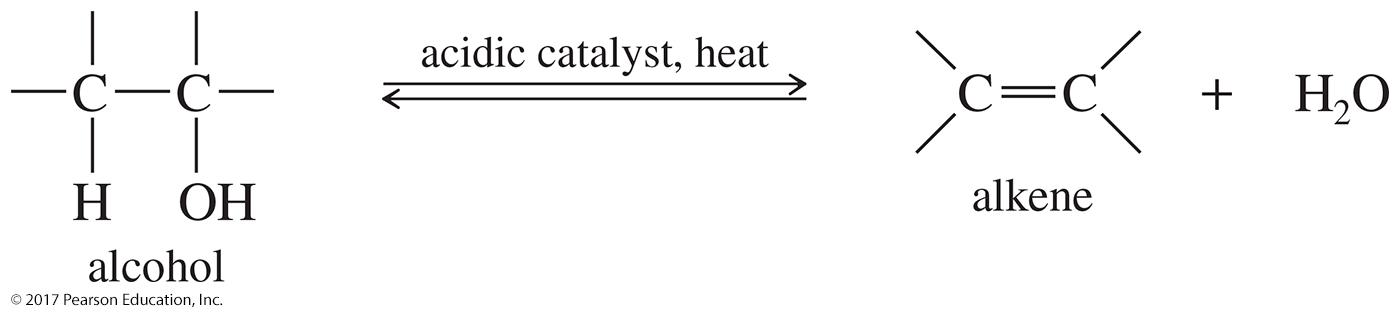 acidic catalyst, heat
C C C=C + H₂O
H OH
alkene
alcohol
© 2017 Pearson Education, Inc.